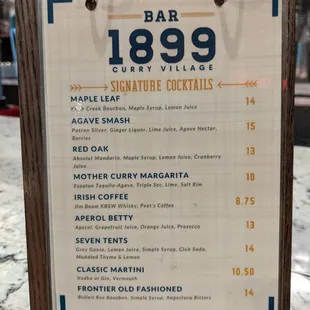 BAR
1899
CURRY VILLAGE
SIGNATURE COCKTAILS
MAPLE LEAF 14
Creek Bourbon, Maple Syrup, Lemon Juice
AGAVE SMASH 15
Patron Silver, Ginger Liquor, Lime Juice, Agave Nectar,
Berries
RED OAK 13
Absolut Mandarin, Maple Syrup, Lemon Juice, Cranberry
Juice
MOTHER CURRY MARGARITA 10
Espolon Tequila-Agave, Triple Sec, Lime, Salt Rim
IRISH COFFEE 8.75
Jim Beam Whisky, Peet's Coffee
APEROL BETTY 13
Aperol, Grapefruit Juice, Orange Juice, Prosecco
SEVEN TENTS 14
Grey Goose, Lemon Juice, Simple Syrup, Club Soda,
Muddled Thyme & Lemon
CLASSIC MARTINI 10.50
Vodka or Gin, Vermouth
FRONTIER OLD FASHIONED 14
Bulleit Rye Bourbon, Simple Syrup, Angostura Bitters